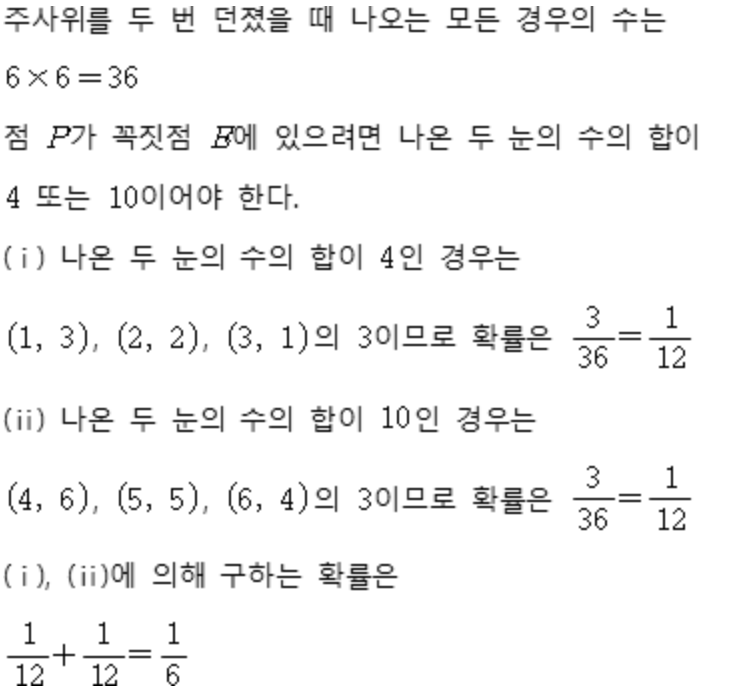 주사위를 두 번 던졌을 때 나오는 모든 경우의 수는
6×6=36
점 P가 꼭짓점 E에 있으려면 나온 두 눈의 수의 합이
4 또는 10이어야 한다.
(ⅰ) 나온 두 눈의 수의 합이 4인 경우는
(1, 3), (2, 2), (3, 1)의 3이므로 확률은 3/36=1/12
(ⅱ) 나온 두 눈의 수의 합이 10인 경우는
(4, 6), (5, 5), (6, 4)의 3이므로 확률은 3/36=1/12
(ⅰ), (ⅱ)에 의해 구하는 확률은
1/12+1/12=1/6